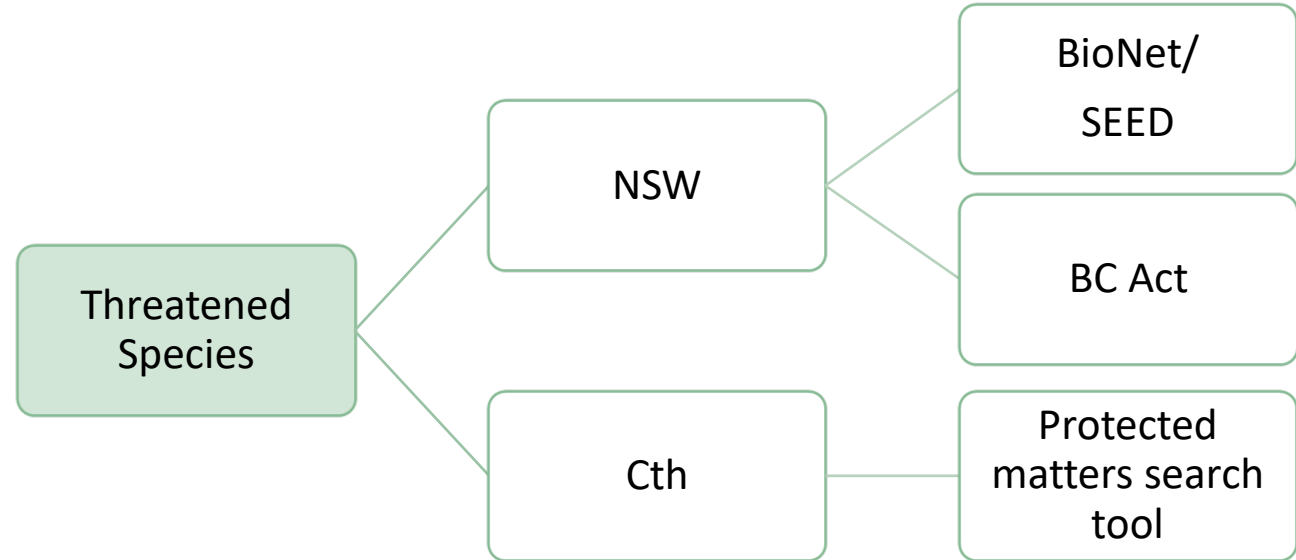 Threatened
Species
NSW
BioNet/
SEED
BC Act
Cth
Protected
matters search
tool